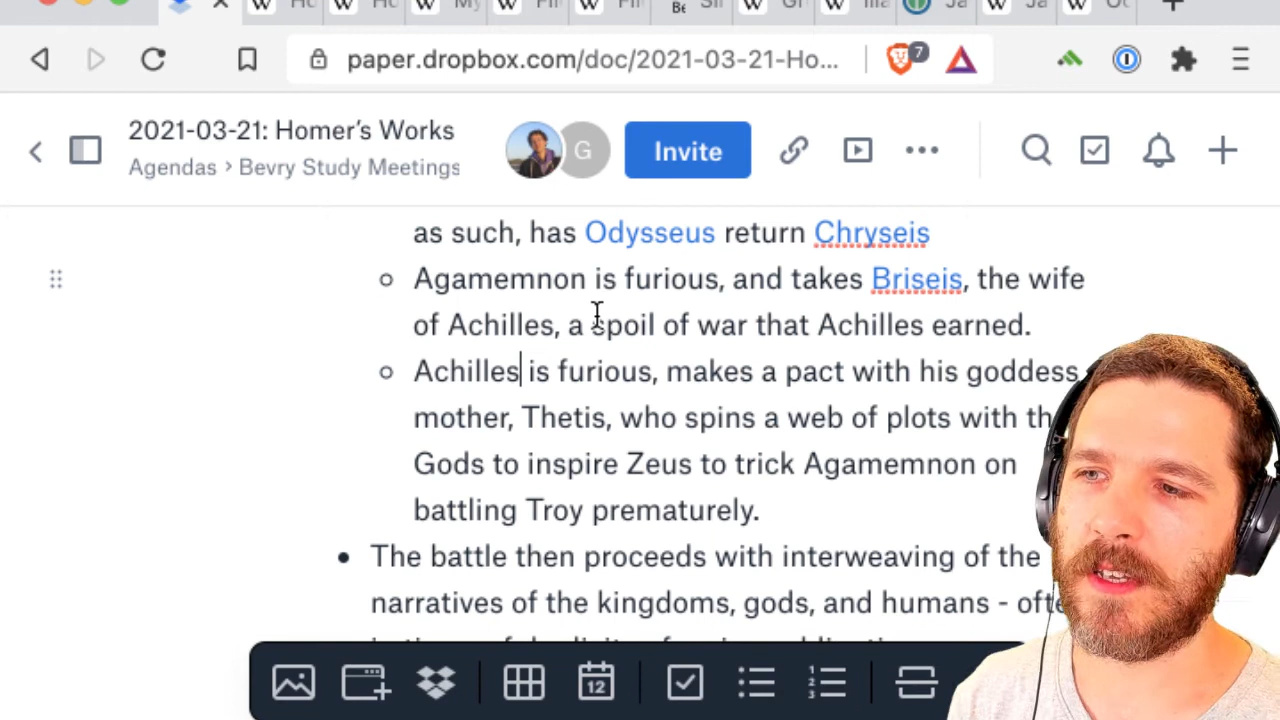 7
paper.dropbox.com/doc/2021-03-21-Ho...
2021-03-21: Homer's Works
Agendas > Bevry Study Meetings
G
Invite
as such, has Odysseus return Chryseis
Agamemnon is furious, and takes Briseis, the wife
of Achilles, a spoil of war that Achilles earned.
Achilles is furious, makes a pact with his goddess
mother, Thetis, who spins a web of plots with
Gods to inspire Zeus to trick Agamemnon on
battling Troy prematurely.
The battle then proceeds with interweaving of the
narratives of the kingdoms, gods, and humans -
12